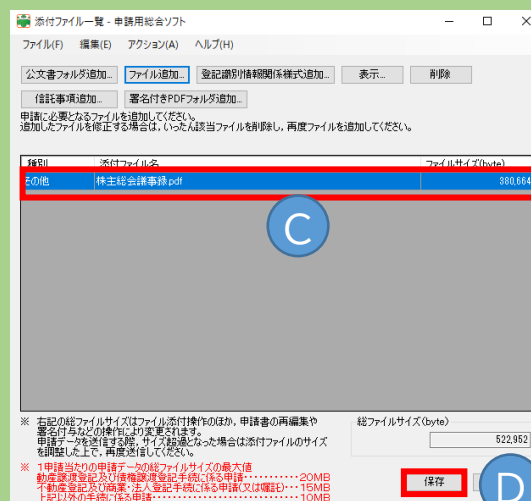 添付ファイル一覧 - 申請用総合ソフト
ファイル(F) 編集(E) アクション(A) ヘルプ(H)
公文書フォルダ追加... ファイル追加... 登記識別情報関係様式追加... 表示... 削除
信託事項追加... 署名付きPDFフォルダ追加...
申請に必要となるファイルを追加してください。
追加したファイルを修正する場合は，いったん該当ファイルを削除し，再度ファイルを追加してください。
種別 添付ファイル名 ファイルサイズ(byte)
その他 株主総会議事録.pdf 380,664
C
※ 右記の総ファイルサイズはファイル添付操作のほか，申請書の再編集や
署名付与などの操作により変更されます。
申請データを送信する際，サイズ超過となった場合は添付ファイルのサイズ
を調整した上で，再度送信してください。
総ファイルサイズ(byte)
522,952
※ 1申請当たりの申請データの総ファイルサイズの最大値
動産譲渡登記及び債権譲渡登記手続に係る申請･････････20MB
不動産登記及び商業・法人登記手続に係る申請(又は嘱託)･･･15MB
上記以外の手続に係る申請･･････････････････････10MB
保存
D